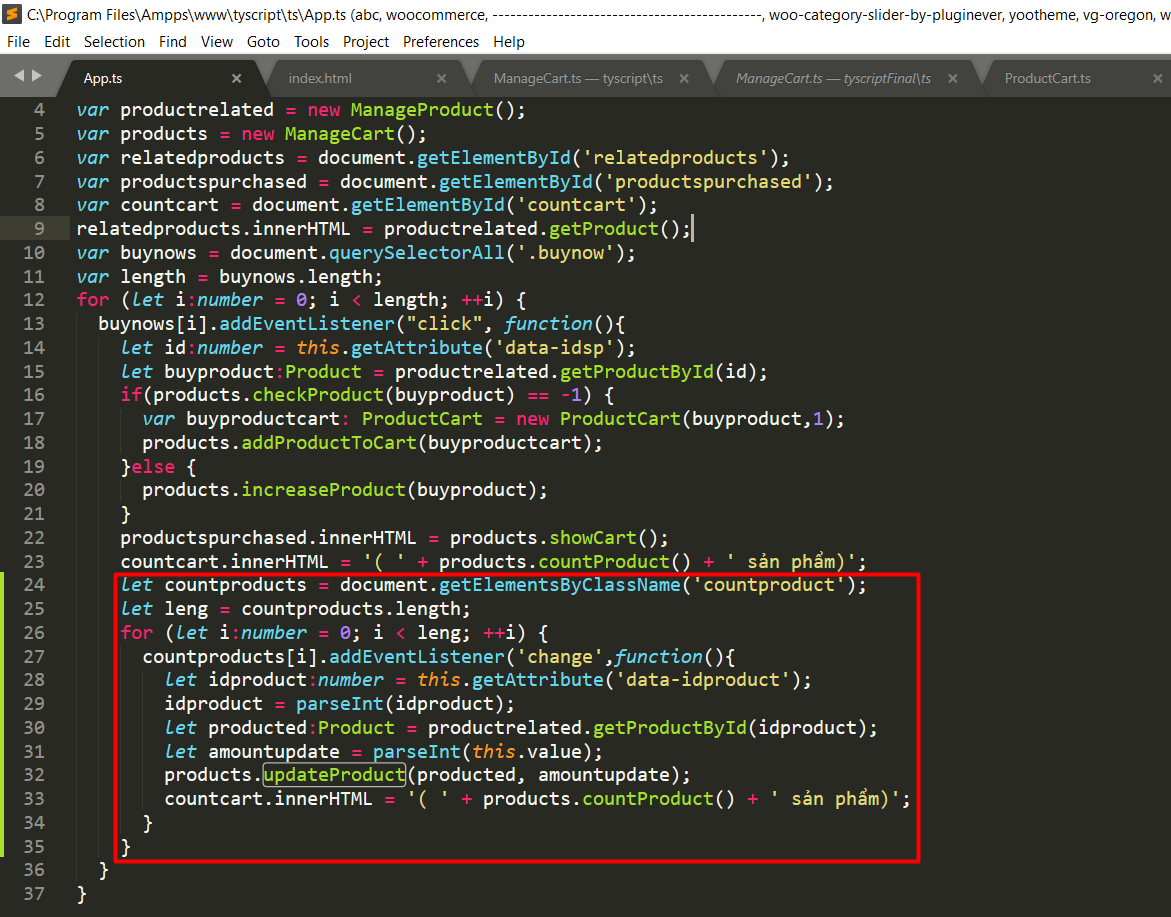 C:\Program Files\Ampps\www\tyscript\ts\App.ts (abc, woocommerce, ----------------------------------------------, woo-category-slider-by-pluginever, yootheme, vg-oregon, w
File Edit Selection Find View Goto Tools Project Preferences Help
App.ts × index.html × ManageCart.ts — tyscript\ts × ManageCart.ts — tyscriptFinal\ts × ProductCart.ts ×
4 var productrelated = new ManageProduct();
5 var products = new ManageCart();
6 var relatedproducts = document.getElementById('relatedproducts');
7 var productspurchased = document.getElementById('productspurchased');
8 var countcart = document.getElementById('countcart');
9 relatedproducts.innerHTML = productrelated.getProduct();
10 var buynows = document.querySelectorAll('.buynow');
11 var length = buynows.length;
12 for (let i:number = 0; i < length; ++i) {
13 buynows[i].addEventListener("click", function(){
14 let id:number = this.getAttribute('data-idsp');
15 let buyproduct:Product = productrelated.getProductById(id);
16 if(products.checkProduct(buyproduct) == -1) {
17 var buyproductcart: ProductCart = new ProductCart(buyproduct,1);
18 products.addProductToCart(buyproductcart);
19 }else {
20 products.increaseProduct(buyproduct);
21 }
22 productspurchased.innerHTML = products.showCart();
23 countcart.innerHTML = '( ' + products.countProduct() + ' sản phẩm)';
24 let countproducts = document.getElementsByClassName('countproduct');
25 let leng = countproducts.length;
26 for (let i:number = 0; i < leng; ++i) {
27 countproducts[i].addEventListener('change',function(){
28 let idproduct:number = this.getAttribute('data-idproduct');
29 idproduct = parseInt(idproduct);
30 let producted:Product = productrelated.getProductById(idproduct);
31 let amountupdate = parseInt(this.value);
32 products.updateProduct(producted, amountupdate);
33 countcart.innerHTML = '( ' + products.countProduct() + ' sản phẩm)';
34 }
35 }
36 }
37 }